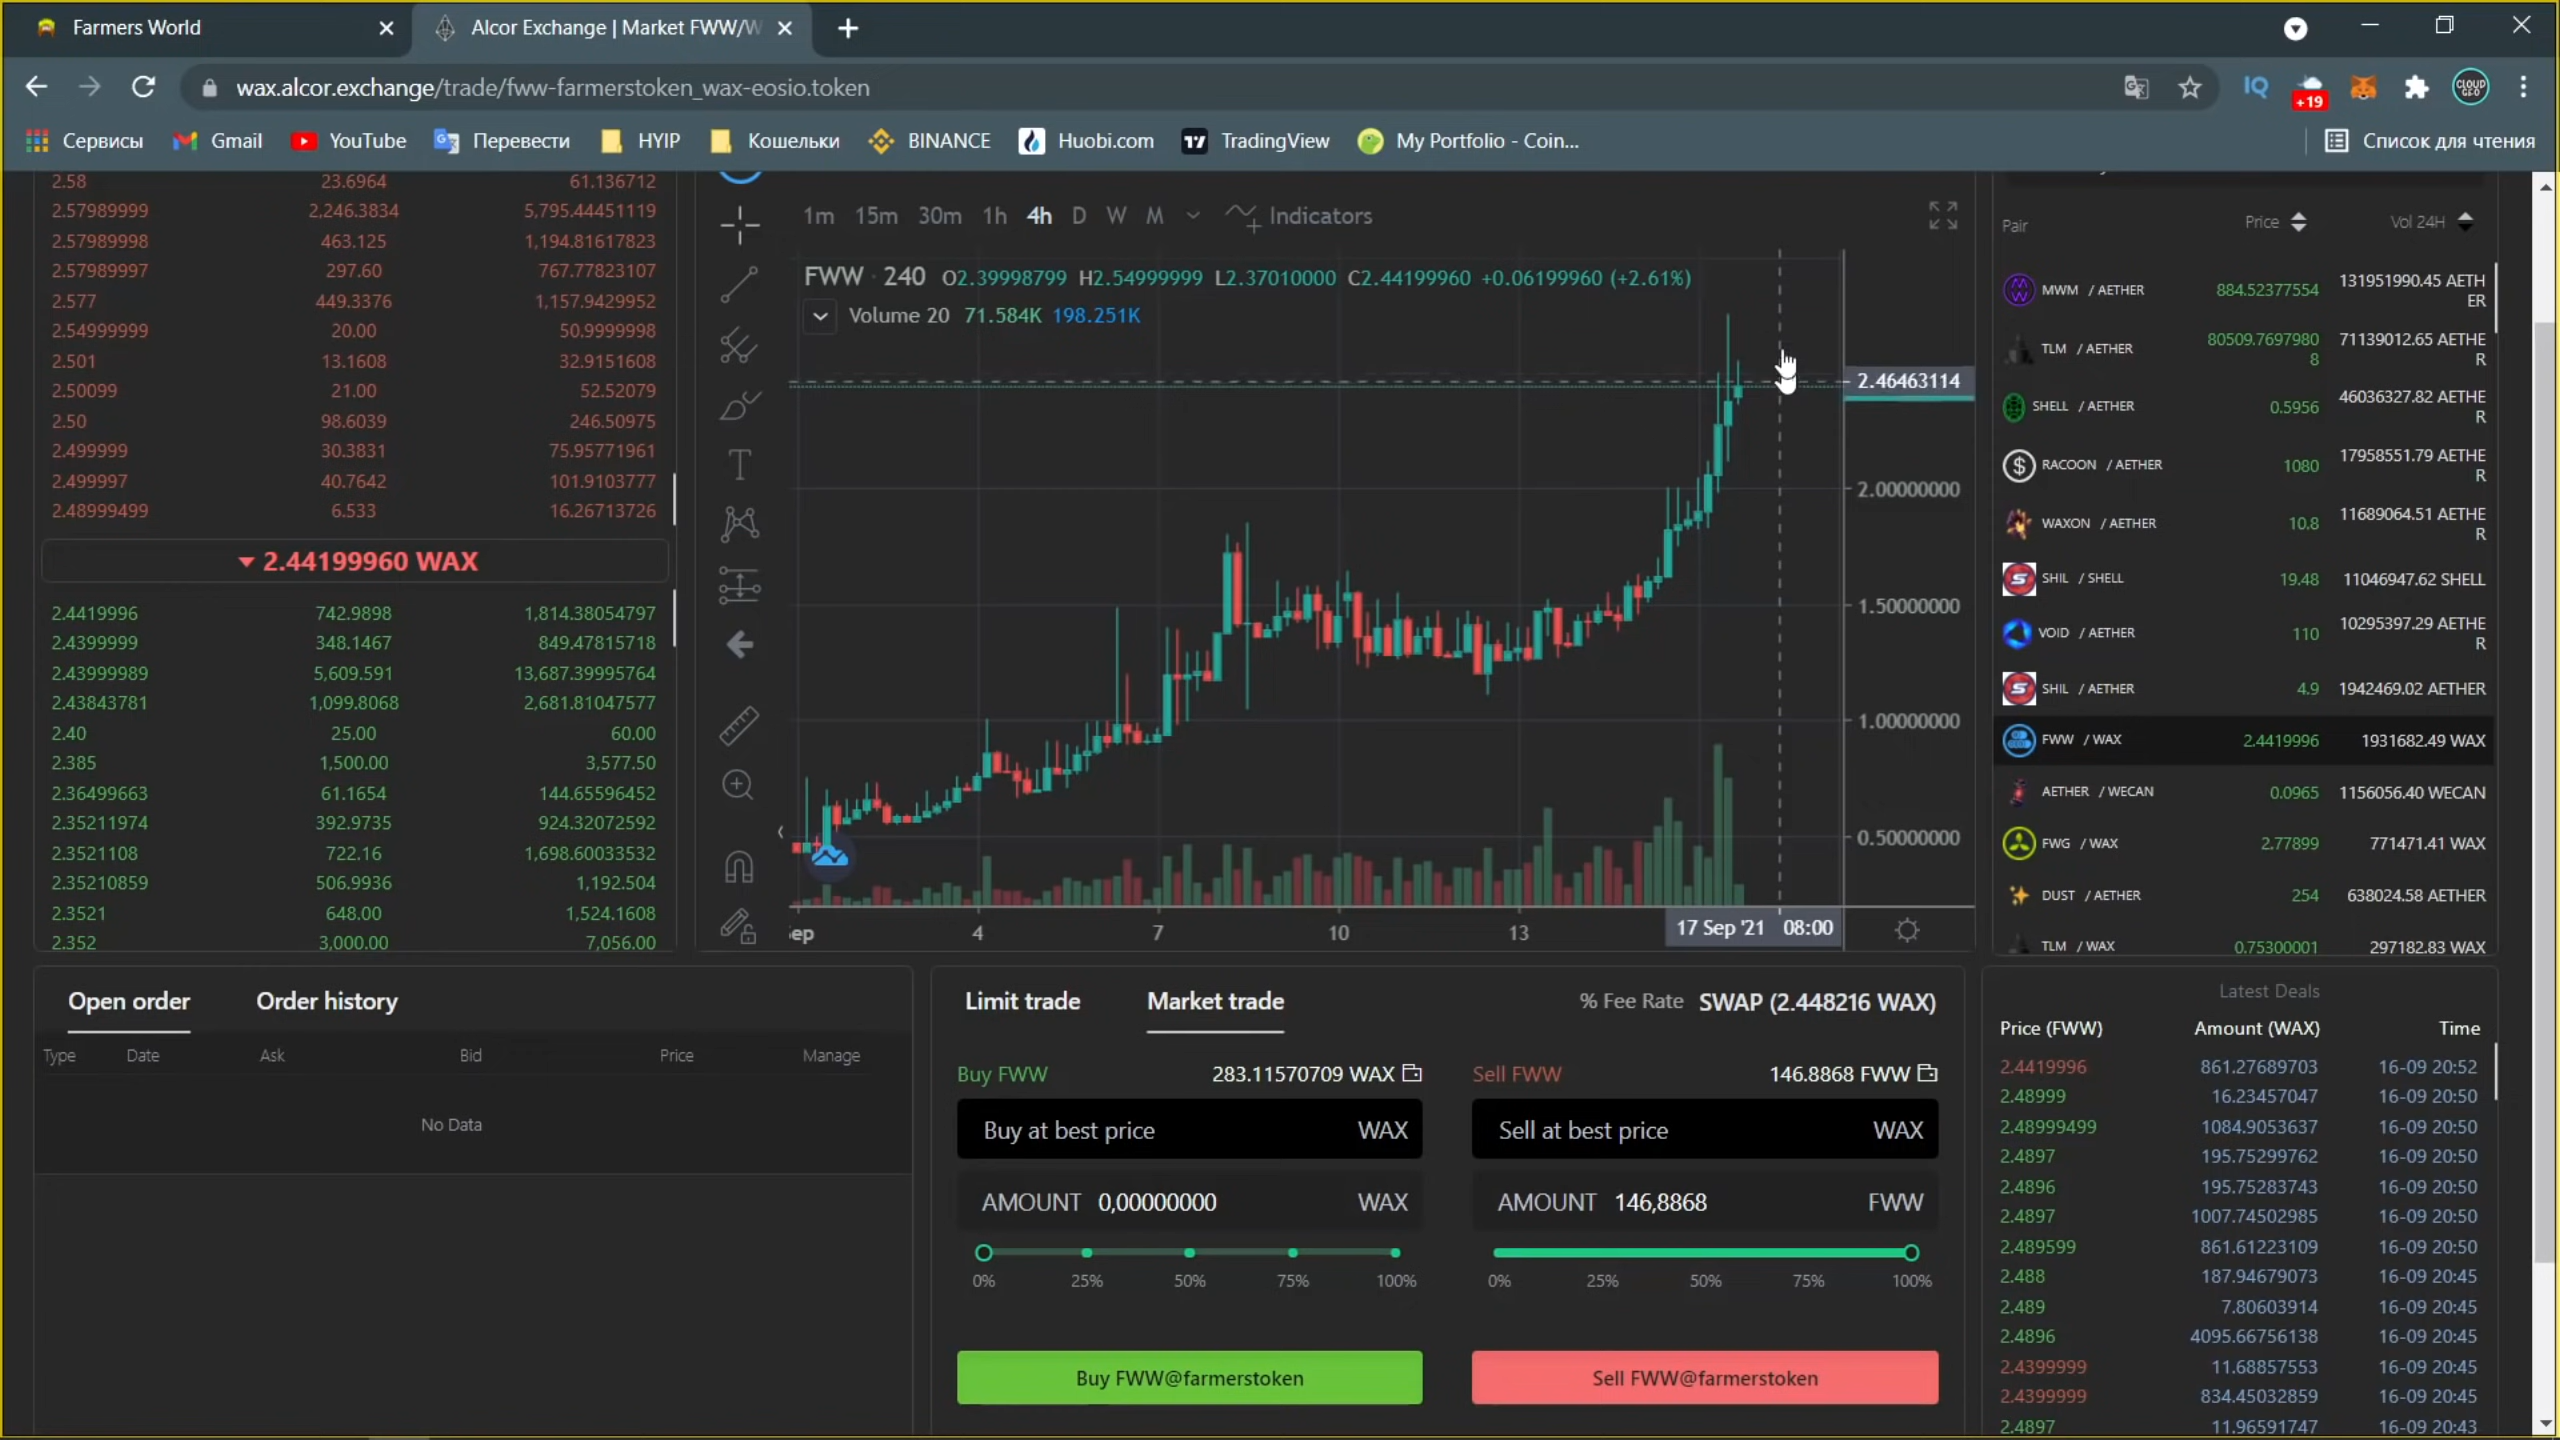 Farmers World
Alcor Exchange | Market FWW/W
wax.alcor.exchange/trade/fww-farmerstoken_wax-eosio.token
IQ
+19
CLOUD GEO
Сервисы
Gmail
YouTube
Перевести
HYIP
Кошельки
BINANCE
Huobi.com
TradingView
My Portfolio - Coin...
Список для чтения
2.58 23.6964 61.136712
2.57989999 2,246.3834 5,795.44451119
2.57989998 463.125 1,194.81617823
2.57989997 297.60 767.77823107
2.577 449.3376 1,157.9429952
2.54999999 20.00 50.9999998
2.501 13.1608 32.9151608
2.50099 21.00 52.52079
2.50 98.6039 246.50975
2.499999 30.3831 75.95771961
2.499997 40.7642 101.9103777
2.48999499 6.533 16.26713726
2.44199960 WAX
2.4419996 742.9898 1,814.38054797
2.4399999 348.1467 849.47815718
2.43999989 5,609.591 13,687.39995764
2.43843781 1,099.8068 2,681.81047577
2.40 25.00 60.00
2.385 1,500.00 3,577.50
2.36499663 61.1654 144.65596452
2.35211974 392.9735 924.32072592
2.3521108 722.16 1,698.60033532
2.35210859 506.9936 1,192.504
2.3521 648.00 1,524.1608
2.352 3,000.00 7,056.00
1m 15m 30m 1h 4h D W M Indicators
FWW · 240 O2.39998799 H2.54999999 L2.37010000 C2.44199960 +0.06199960 (+2.61%)
Volume 20 71.584K 198.251K
2.46463114
2.00000000
1.50000000
1.00000000
0.50000000
ep 4 7 10 13 17 Sep '21 08:00
Pair Price Vol 24H
MWM / AETHER 884.52377554 131951990.45 AETH
ER
TLM / AETHER 80509.7697980 71139012.65 AETHE
8 R
SHELL / AETHER 0.5956 46036327.82 AETHE
R
RACOON / AETHER 1080 17958551.79 AETHE
R
WAXON / AETHER 10.8 11689064.51 AETHE
R
SHIL / SHELL 19.48 11046947.62 SHELL
VOID / AETHER 110 10295397.29 AETHE
R
SHIL / AETHER 4.9 1942469.02 AETHER
FWW / WAX 2.4419996 1931682.49 WAX
AETHER / WECAN 0.0965 1156056.40 WECAN
FWG / WAX 2.77899 771471.41 WAX
DUST / AETHER 254 638024.58 AETHER
TLM / WAX 0.75300001 297182.83 WAX
Open order Order history
Type Date Ask Bid Price Manage
No Data
Limit trade Market trade % Fee Rate SWAP (2.448216 WAX)
Buy FWW 283.11570709 WAX
Buy at best price WAX
AMOUNT 0,00000000 WAX
0% 25% 50% 75% 100%
Buy FWW@farmerstoken
Sell FWW 146.8868 FWW
Sell at best price WAX
AMOUNT 146,8868 FWW
0% 25% 50% 75% 100%
Sell FWW@farmerstoken
Latest Deals
Price (FWW) Amount (WAX) Time
2.4419996 861.27689703 16-09 20:52
2.48999 16.23457047 16-09 20:50
2.48999499 1084.9053637 16-09 20:50
2.4897 195.75299762 16-09 20:50
2.4896 195.75283743 16-09 20:50
2.4897 1007.74502985 16-09 20:50
2.489599 861.61223109 16-09 20:50
2.488 187.94679073 16-09 20:45
2.489 7.80603914 16-09 20:45
2.4896 4095.66756138 16-09 20:45
2.4399999 11.68857553 16-09 20:45
2.4399999 834.45032859 16-09 20:45
2.4897 11.96591747 16-09 20:43